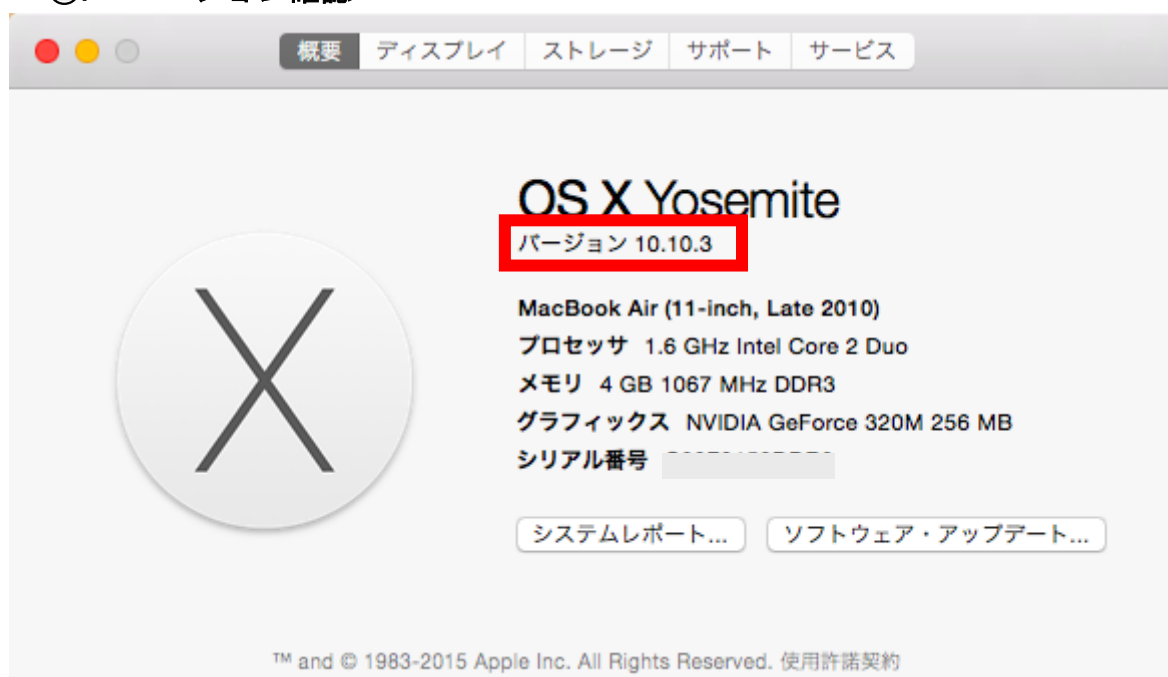 概要 ディスプレイ ストレージ サポート サービス
OS X Yosemite
バージョン 10.10.3
MacBook Air (11-inch, Late 2010)
プロセッサ 1.6 GHz Intel Core 2 Duo
メモリ 4 GB 1067 MHz DDR3
グラフィックス NVIDIA GeForce 320M 256 MB
シリアル番号
システムレポート... ソフトウェア・アップデート...
™ and © 1983-2015 Apple Inc. All Rights Reserved. 使用許諾契約